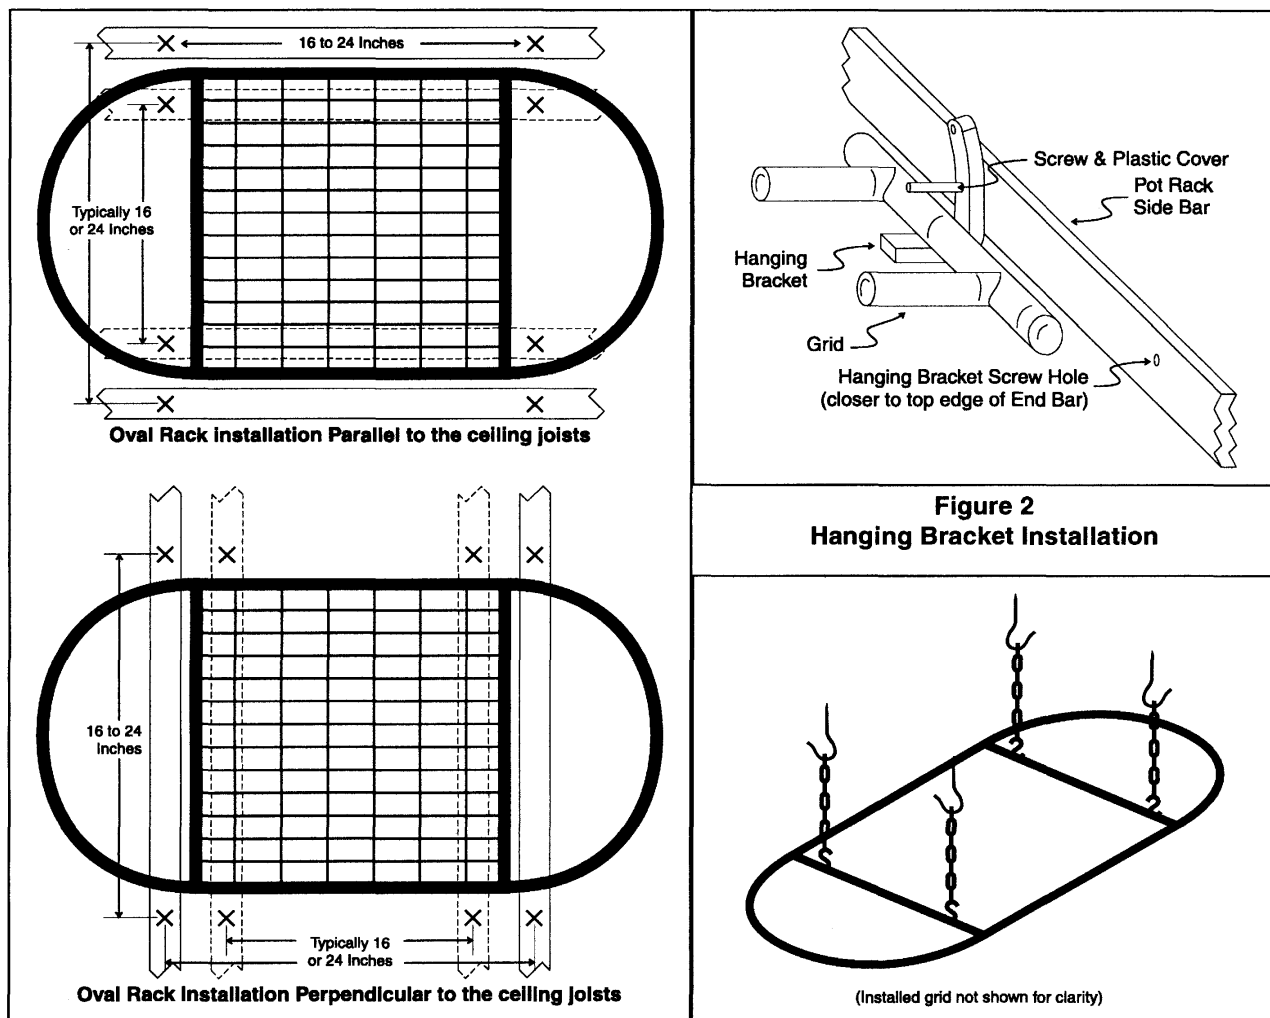 16 to 24 Inches
Typically 16
or 24 Inches
Oval Rack installation Parallel to the ceiling joists
16 to 24
Inches
Typically 16
or 24 Inches
Oval Rack Installation Perpendicular to the ceiling joists
Screw & Plastic Cover
Pot Rack
Side Bar
Hanging
Bracket
Grid
Hanging Bracket Screw Hole
(closer to top edge of End Bar)
Figure 2
Hanging Bracket Installation
(Installed grid not shown for clarity)